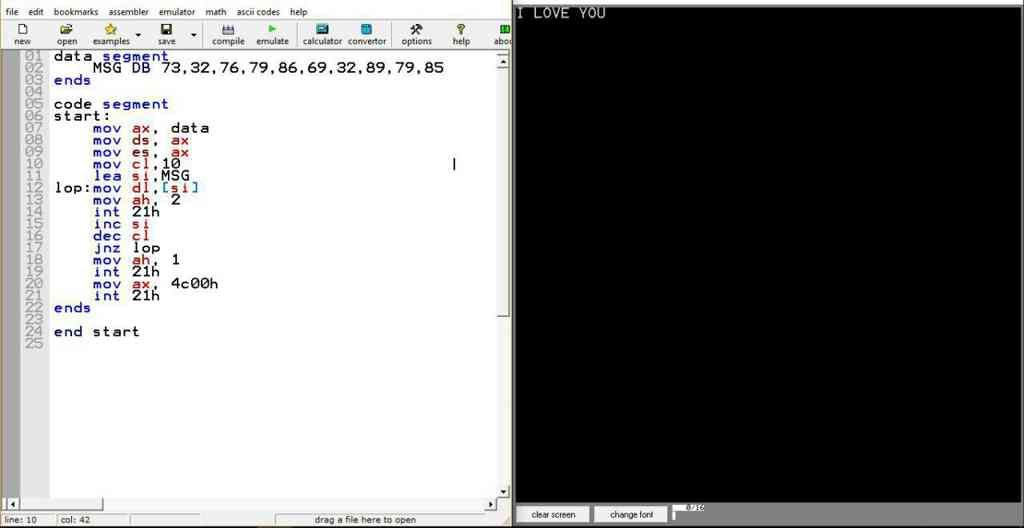 file edit bookmarks assembler emulator math ascii codes help
new open examples save compile emulate calculator convertor options help abou
01 data segment
02 MSG DB 73,32,76,79,86,69,32,89,79,85
03 ends
04
05 code segment
06 start:
07 mov ax, data
08 mov ds, ax
09 mov es, ax
10 mov cl,10
11 lea si,MSG
12 lop:mov dl,[si]
13 mov ah, 2
14 int 21h
15 inc si
16 dec cl
17 jnz lop
18 mov ah, 1
19 int 21h
20 mov ax, 4c00h
21 int 21h
22 ends
23
24 end start
25
line: 10 col: 42 drag a file here to open
I LOVE YOU
clear screen change font 0/16